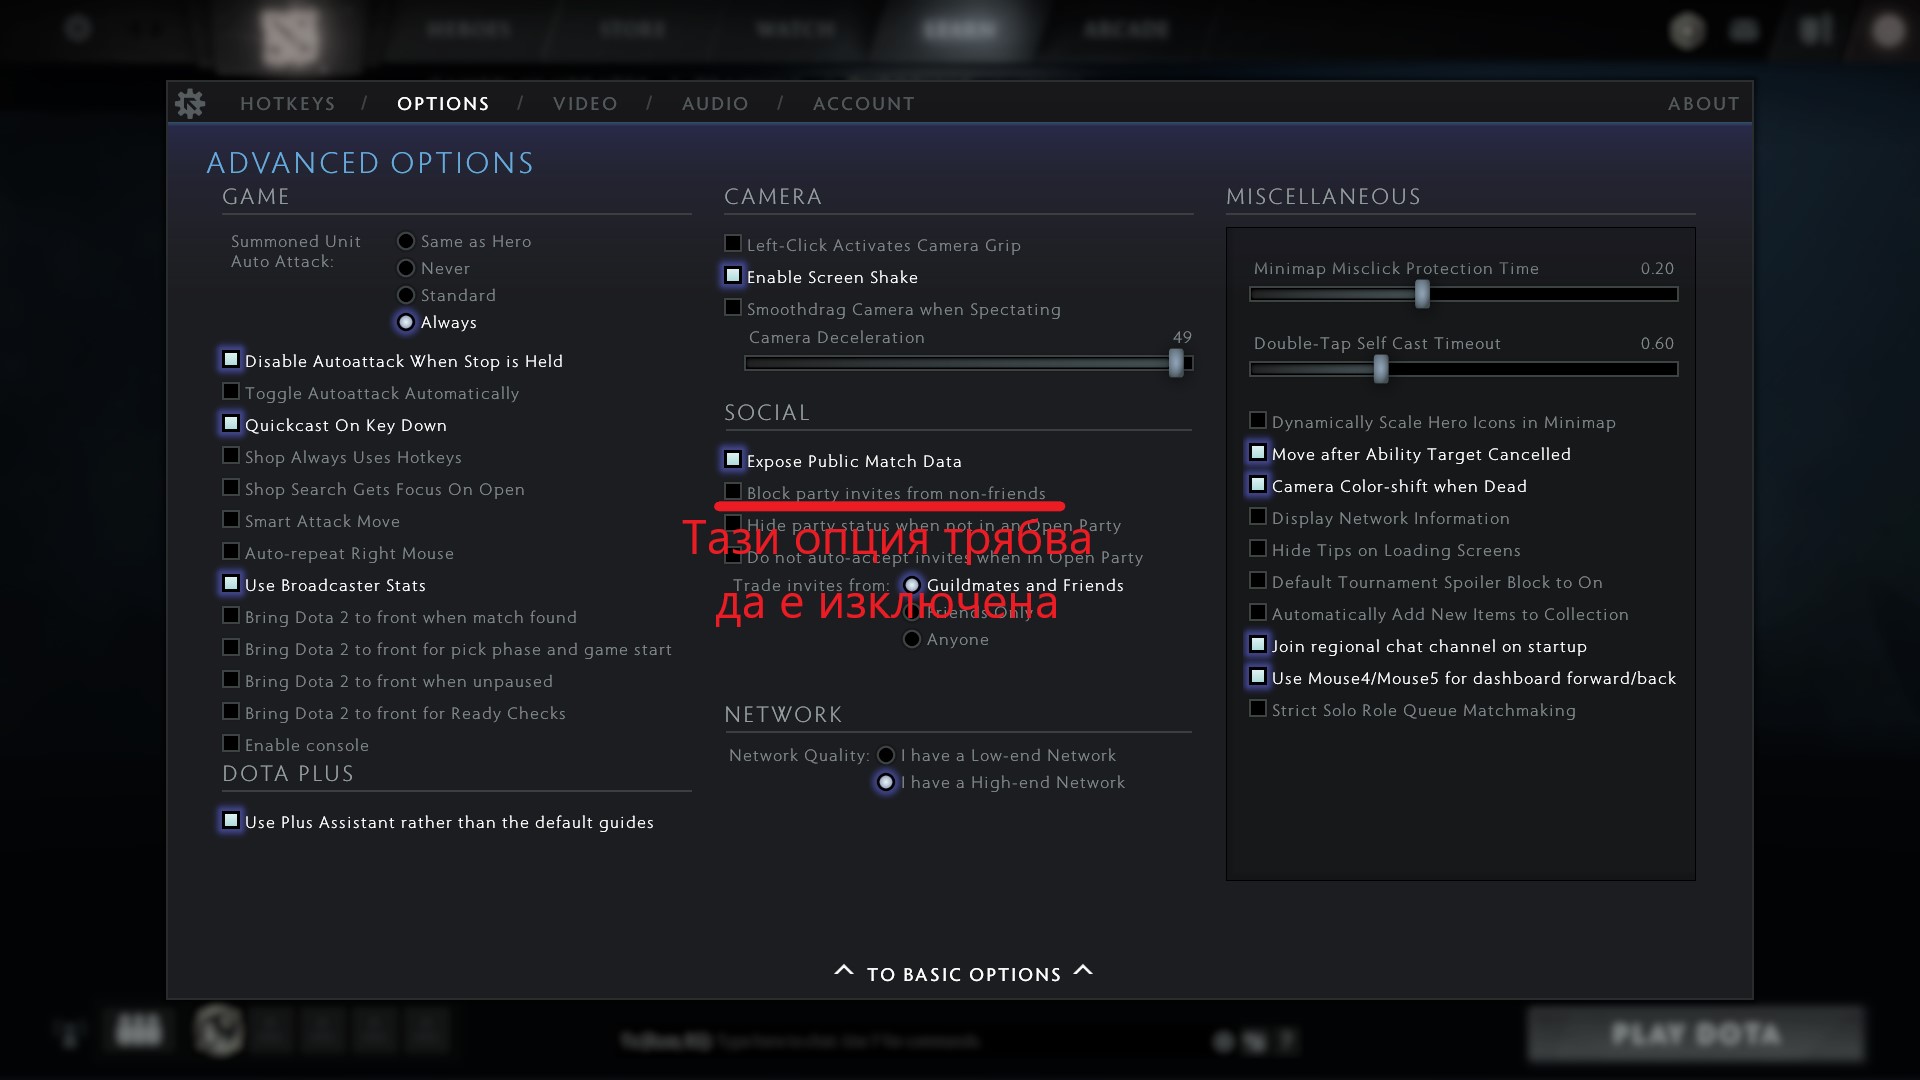 HEROES
STORE
WATCH
LEARN
ARCADE
HOTKEYS / OPTIONS / VIDEO / AUDIO / ACCOUNT
ABOUT
ADVANCED OPTIONS
GAME
Summoned Unit
Auto Attack:
Same as Hero
Never
Standard
Always
Disable Autoattack When Stop is Held
Toggle Autoattack Automatically
Quickcast On Key Down
Shop Always Uses Hotkeys
Shop Search Gets Focus On Open
Smart Attack Move
Auto-repeat Right Mouse
Use Broadcaster Stats
Bring Dota 2 to front when match found
Bring Dota 2 to front for pick phase and game start
Bring Dota 2 to front when unpaused
Bring Dota 2 to front for Ready Checks
Enable console
DOTA PLUS
Use Plus Assistant rather than the default guides
CAMERA
Left-Click Activates Camera Grip
Enable Screen Shake
Smoothdrag Camera when Spectating
Camera Deceleration 49
SOCIAL
Expose Public Match Data
Block party invites from non-friends
Hide party status when not in an Open Party
Тази опция трябва
Do not auto-accept invites when in Open Party
Trade invites from: Guildmates and Friends
да е изключена
Friends Only
Anyone
NETWORK
Network Quality: I have a Low-end Network
I have a High-end Network
MISCELLANEOUS
Minimap Misclick Protection Time 0.20
Double-Tap Self Cast Timeout 0.60
Dynamically Scale Hero Icons in Minimap
Move after Ability Target Cancelled
Camera Color-shift when Dead
Display Network Information
Hide Tips on Loading Screens
Default Tournament Spoiler Block to On
Automatically Add New Items to Collection
Join regional chat channel on startup
Use Mouse4/Mouse5 for dashboard forward/back
Strict Solo Role Queue Matchmaking
TO BASIC OPTIONS
PLAY DOTA